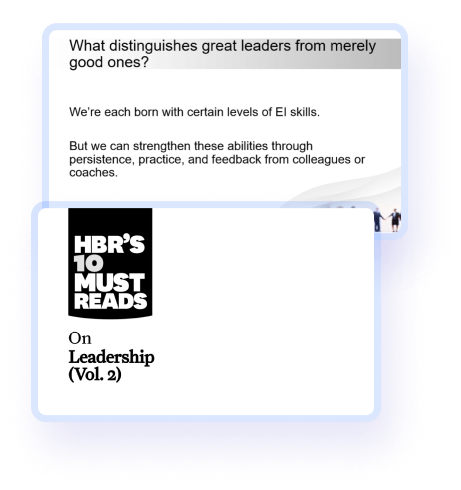 What distinguishes great leaders from merely
good ones?
We're each born with certain levels of EI skills.
But we can strengthen these abilities through
persistence, practice, and feedback from colleagues or
coaches.
HBR'S
10
MUST
READS
On
Leadership
(Vol. 2)